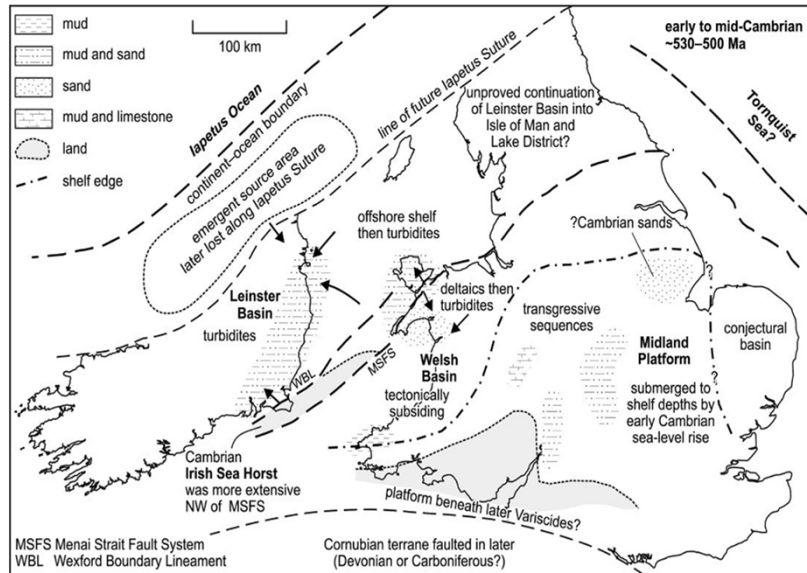 mud
mud and sand
sand
mud and limestone
land
shelf edge
100 km
early to mid-Cambrian
~530–500 Ma
Iapetus Ocean
continent–ocean boundary
line of future Iapetus Suture
emergent source area
later lost along Iapetus Suture
unproved continuation
of Leinster Basin into
Isle of Man and
Lake District?
Tornquist
Sea?
offshore shelf
then turbidites
?Cambrian sands
Leinster
Basin
turbidites
deltaics then
turbidites
transgressive
sequences
Midland
Platform
submerged to
shelf depths by
early Cambrian
sea-level rise
conjectural
basin
?
?
WBL
MSFS
Welsh
Basin
tectonically
subsiding
Cambrian
Irish Sea Horst
was more extensive
NW of MSFS
platform beneath later Variscides?
MSFS Menai Strait Fault System
WBL Wexford Boundary Lineament
Cornubian terrane faulted in later
(Devonian or Carboniferous?)